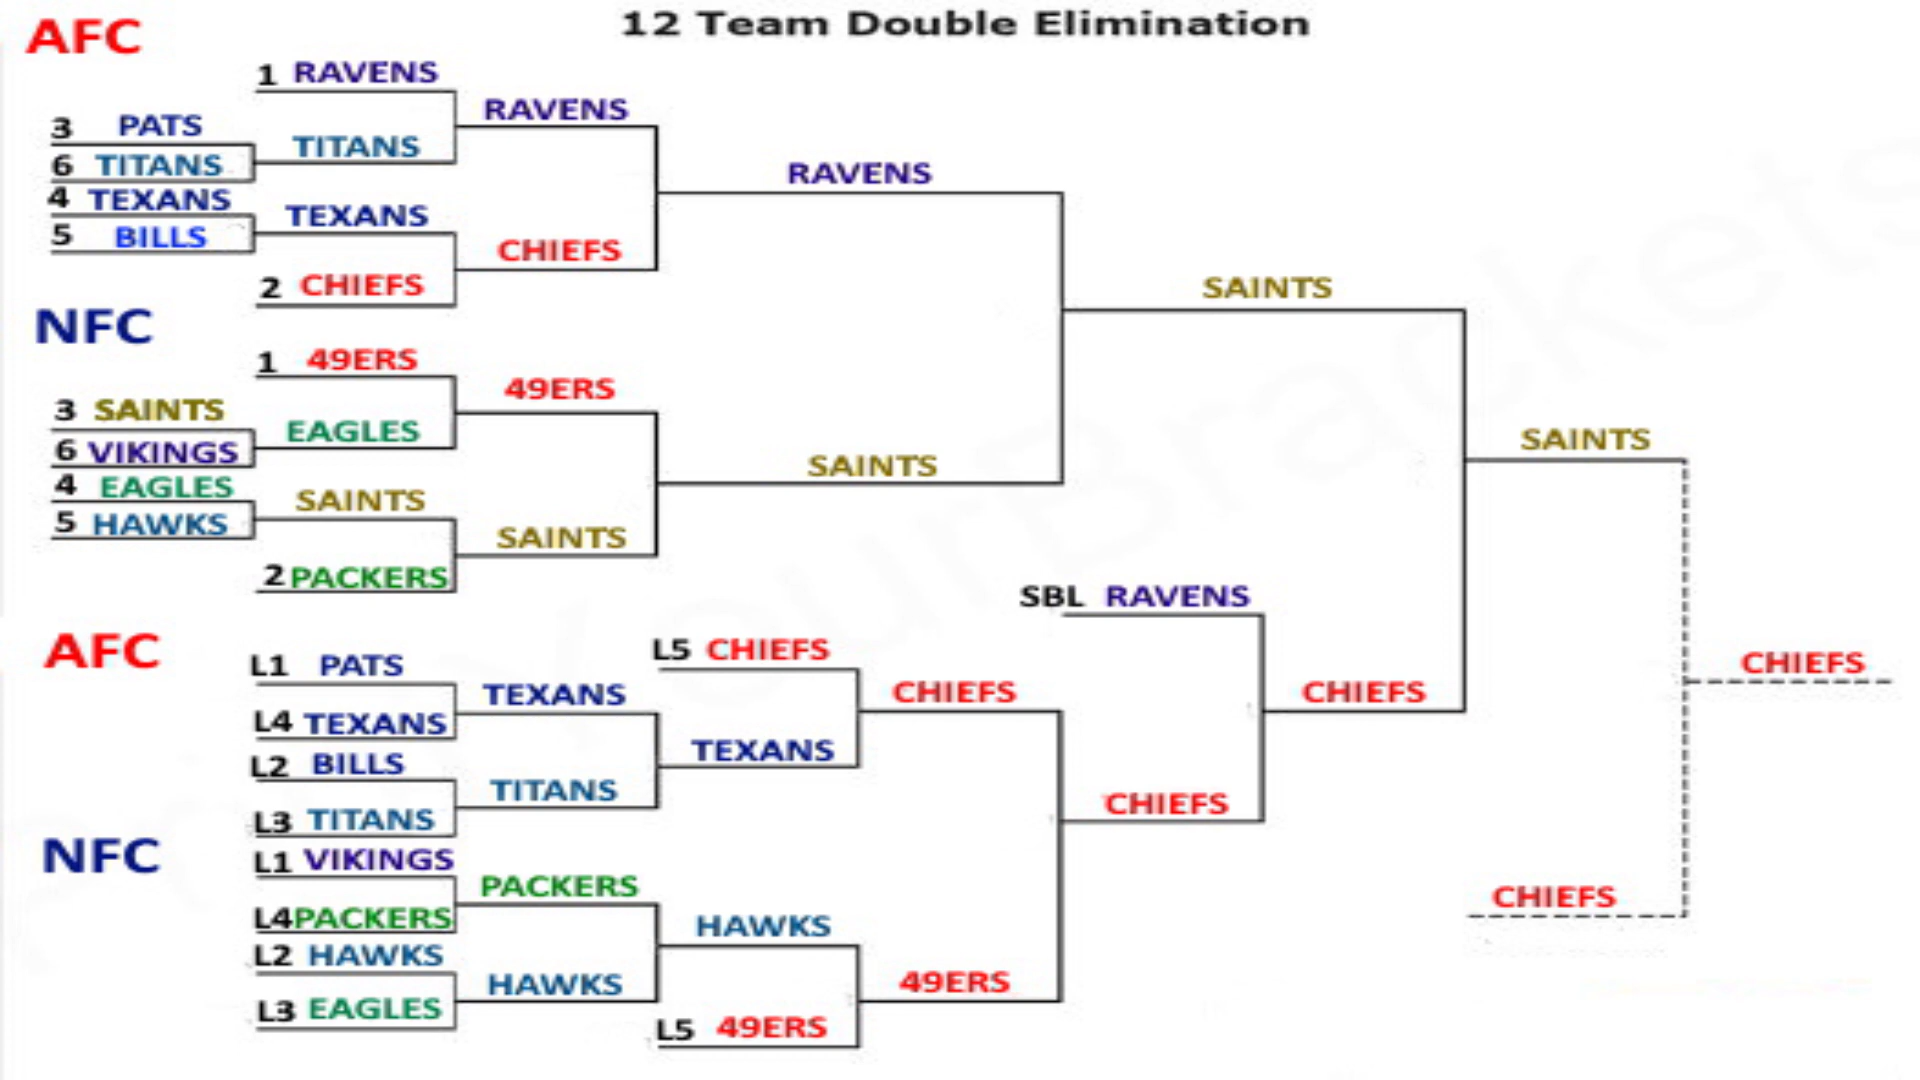 12 Team Double Elimination
AFC
1 RAVENS
3 PATS
6 TITANS
TITANS
RAVENS
4 TEXANS
5 BILLS
TEXANS
2 CHIEFS
CHIEFS
RAVENS
NFC
1 49ERS
3 SAINTS
6 VIKINGS
EAGLES
49ERS
4 EAGLES
5 HAWKS
SAINTS
2 PACKERS
SAINTS
SAINTS
SAINTS
SAINTS
AFC
L1 PATS
L4 TEXANS
TEXANS
L2 BILLS
L3 TITANS
TITANS
L5 CHIEFS
TEXANS
CHIEFS
NFC
L1 VIKINGS
L4 PACKERS
PACKERS
L2 HAWKS
L3 EAGLES
HAWKS
HAWKS
L5 49ERS
49ERS
SBL RAVENS
CHIEFS
CHIEFS
CHIEFS
CHIEFS
YourBrackets